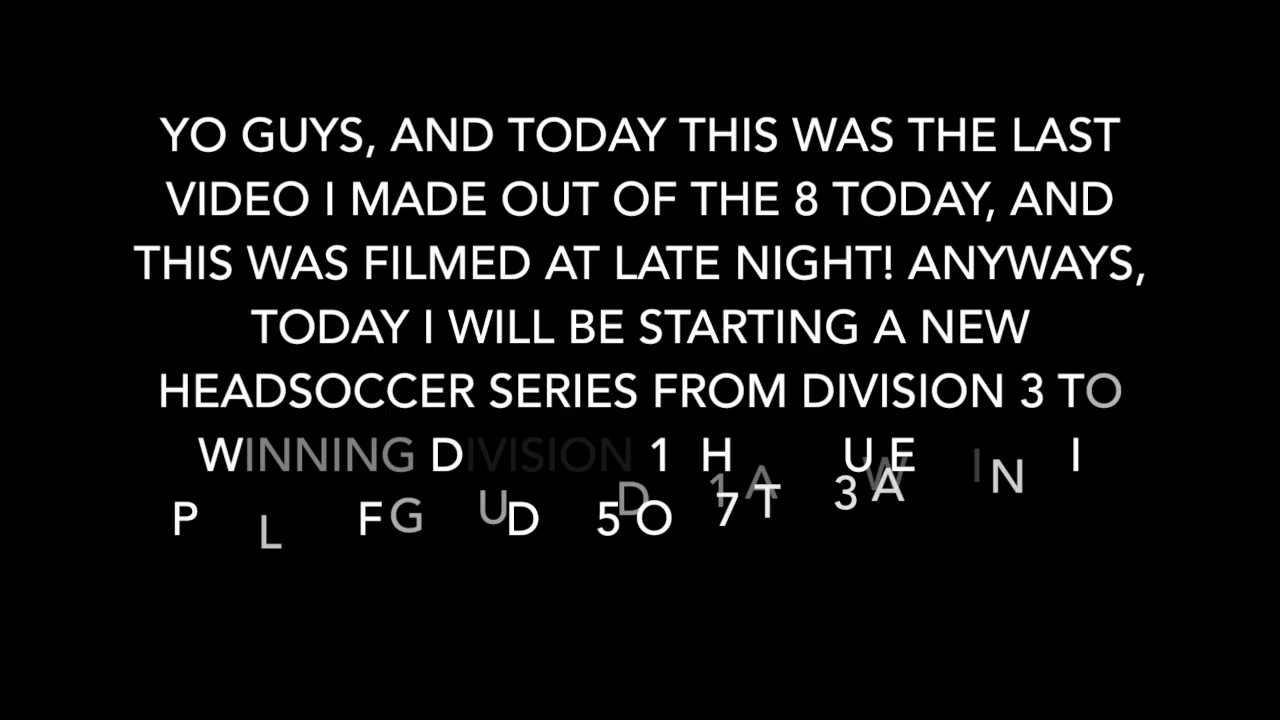 YO GUYS, AND TODAY THIS WAS THE LAST
VIDEO I MADE OUT OF THE 8 TODAY, AND
THIS WAS FILMED AT LATE NIGHT! ANYWAYS,
TODAY I WILL BE STARTING A NEW
HEADSOCCER SERIES FROM DIVISION 3 TO
WINNING DIVISION 1